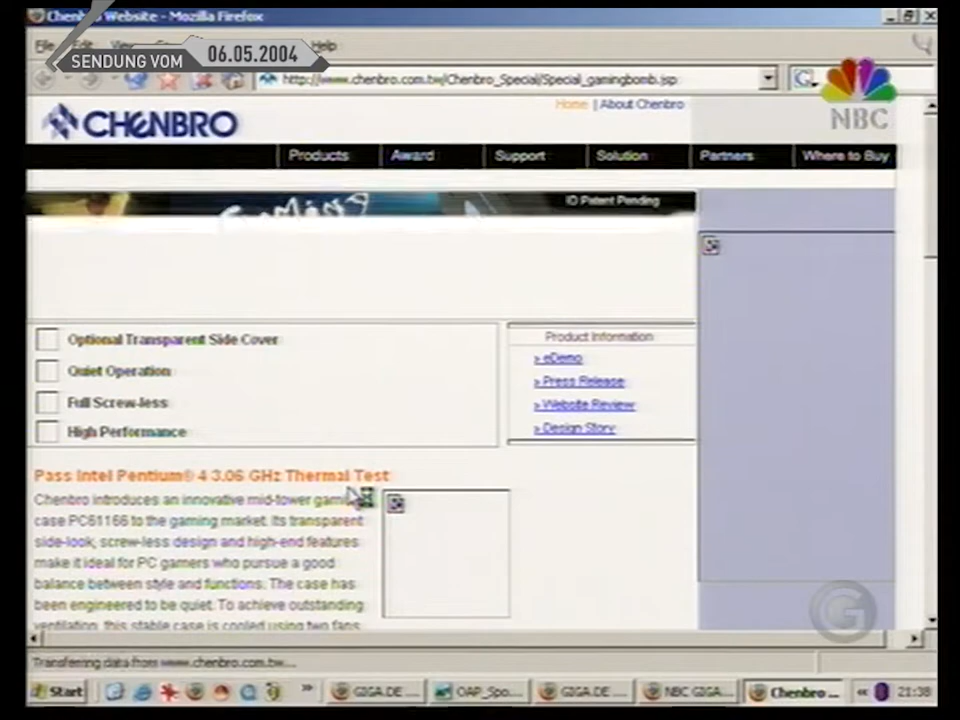 Chenbro Website - Mozilla Firefox
File Edit View Help
SENDUNG VOM 06.05.2004
http://www.chenbro.com.tw/Chenbro_Special/Special_gamingbomb.jsp
G
NBC
CHENBRO
Home | About Chenbro
Products Award Support Solution Partners Where to Buy
Gaming
ID Patent Pending
Optional Transparent Side Cover
Quiet Operation
Full Screw-less
High Performance
Product Information
> eDemo
> Press Release
> Website Review
> Design Story
Pass Intel Pentium® 4 3.06 GHz Thermal Test
Chenbro introduces an innovative mid-tower gaming
case PC61166 to the gaming market. Its transparent
side-look, screw-less design and high-end features
make it ideal for PC gamers who pursue a good
balance between style and functions. The case has
been engineered to be quiet. To achieve outstanding
ventilation, this stable case is cooled using two fans:
G
Transferring data from www.chenbro.com.tw...
Start » GIGA.DE ... OAP_Spo... GIGA.DE ... NBC GIGA... Chenbro ... « 21:38